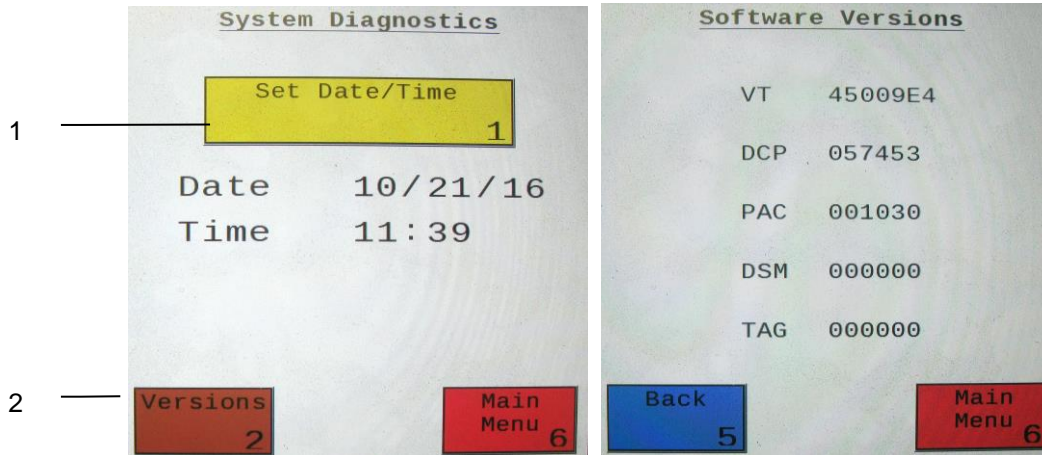 System Diagnostics
1
Set Date/Time
1
Date 10/21/16
Time 11:39
2
Versions
2
Main
Menu
6
Software Versions
VT 45009E4
DCP 057453
PAC 001030
DSM 000000
TAG 000000
Back
5
Main
Menu
6